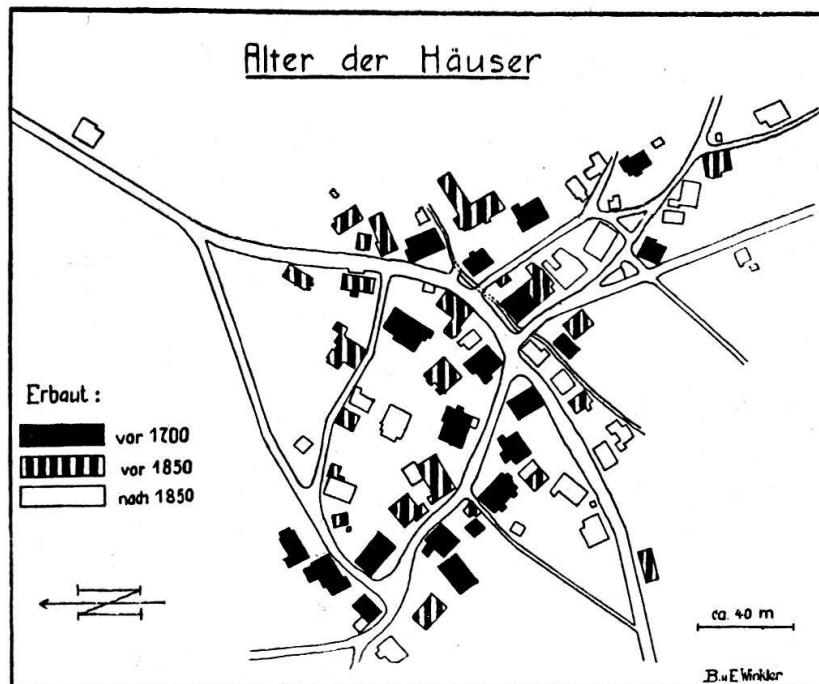 Alter der Häuser
Erbaut :
vor 1700
vor 1850
nach 1850
ca. 40 m
B. u E Winkler